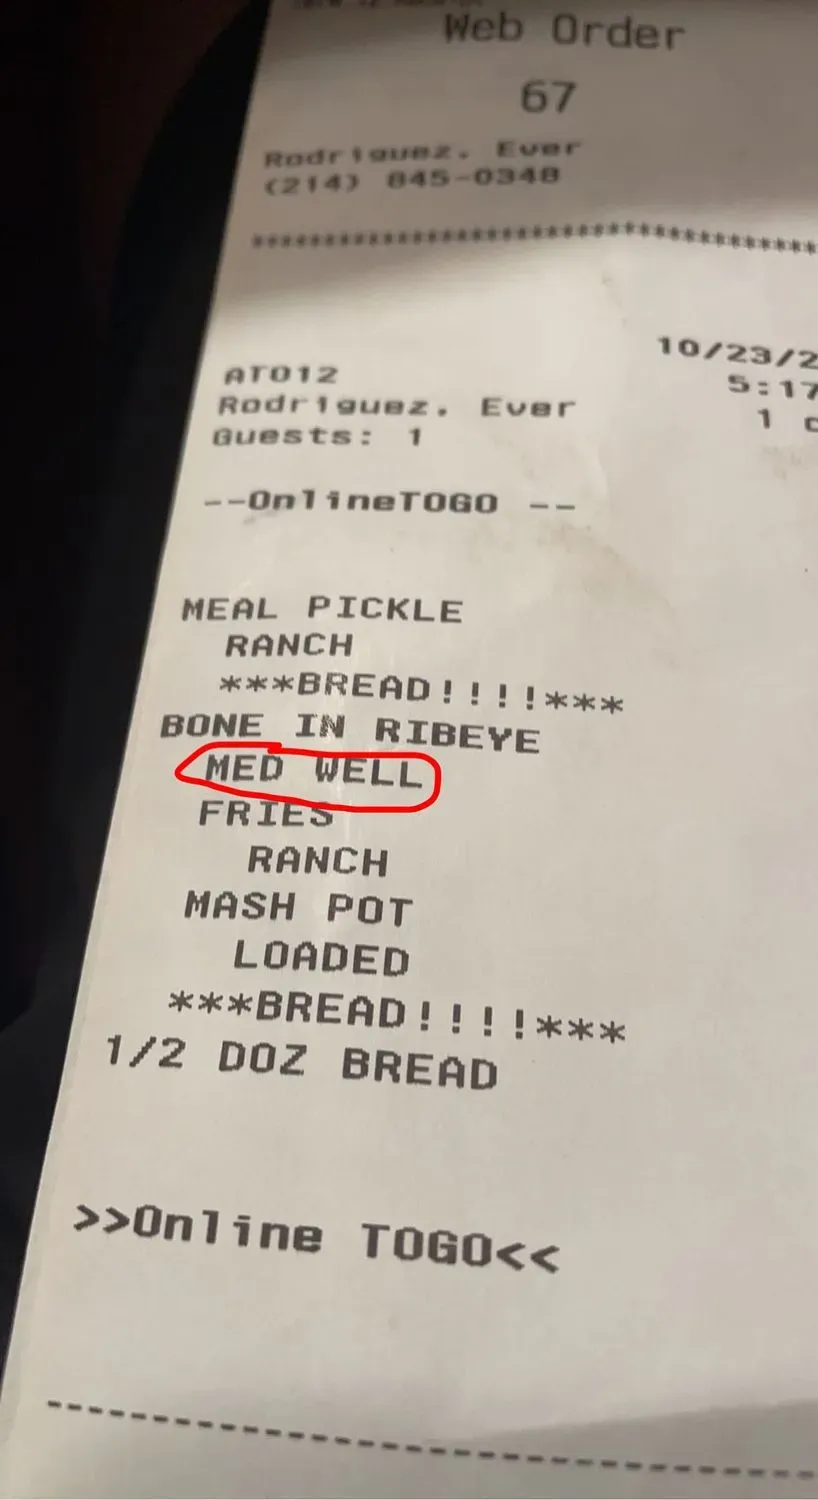 Web Order
67
Rodriguez, Ever
(214) 845-0348
AT012
10/23/2
Rodriguez, Ever
5:17
Guests: 1
1
--OnlineTOGO --
MEAL PICKLE
RANCH
***BREAD!!!!***
BONE IN RIBEYE
MED WELL
FRIES
RANCH
MASH POT
LOADED
***BREAD!!!!***
1/2 DOZ BREAD
>>Online TOGO<<